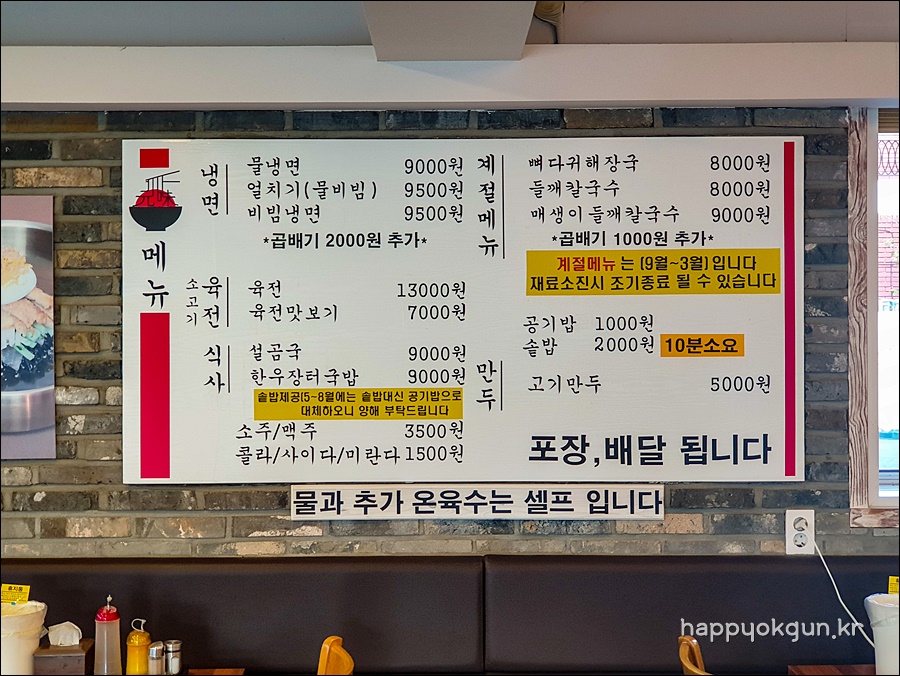 元味
메뉴
냉면
물냉면 9000원
얼치기(물비빔) 9500원
비빔냉면 9500원
*곱배기 2000원 추가*
소고기 육전
육전 13000원
육전맛보기 7000원
식사
설곰국 9000원
한우장터국밥 9000원
솥밥제공(5~8월에는 솥밥대신 공기밥으로
대체하오니 양해 부탁드립니다
소주/맥주 3500원
콜라/사이다/미란다 1500원
계절메뉴
뼈다귀해장국 8000원
들깨칼국수 8000원
매생이들깨칼국수 9000원
*곱배기 1000원 추가*
계절메뉴는 (9월~3월)입니다
재료소진시 조기종료 될 수 있습니다
공기밥 1000원
솥밥 2000원 10분소요
만두
고기만두 5000원
포장,배달 됩니다
물과 추가 온육수는 셀프 입니다
happyokgun.kr